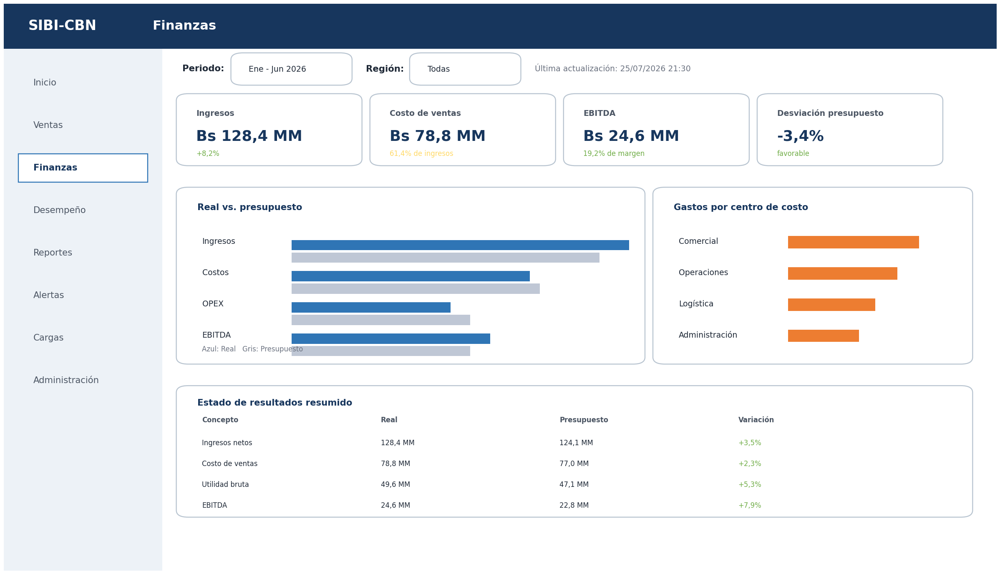 SIBI-CBN Finanzas
Periodo: Ene - Jun 2026 Región: Todas Última actualización: 25/07/2026 21:30
Inicio
Ventas
Finanzas
Desempeño
Reportes
Alertas
Cargas
Administración
Ingresos
Bs 128,4 MM
+8,2%
Costo de ventas
Bs 78,8 MM
61,4% de ingresos
EBITDA
Bs 24,6 MM
19,2% de margen
Desviación presupuesto
-3,4%
favorable
Real vs. presupuesto
Ingresos
Costos
OPEX
EBITDA
Azul: Real Gris: Presupuesto
Gastos por centro de costo
Comercial
Operaciones
Logística
Administración
Estado de resultados resumido
Concepto Real Presupuesto Variación
Ingresos netos 128,4 MM 124,1 MM +3,5%
Costo de ventas 78,8 MM 77,0 MM +2,3%
Utilidad bruta 49,6 MM 47,1 MM +5,3%
EBITDA 24,6 MM 22,8 MM +7,9%